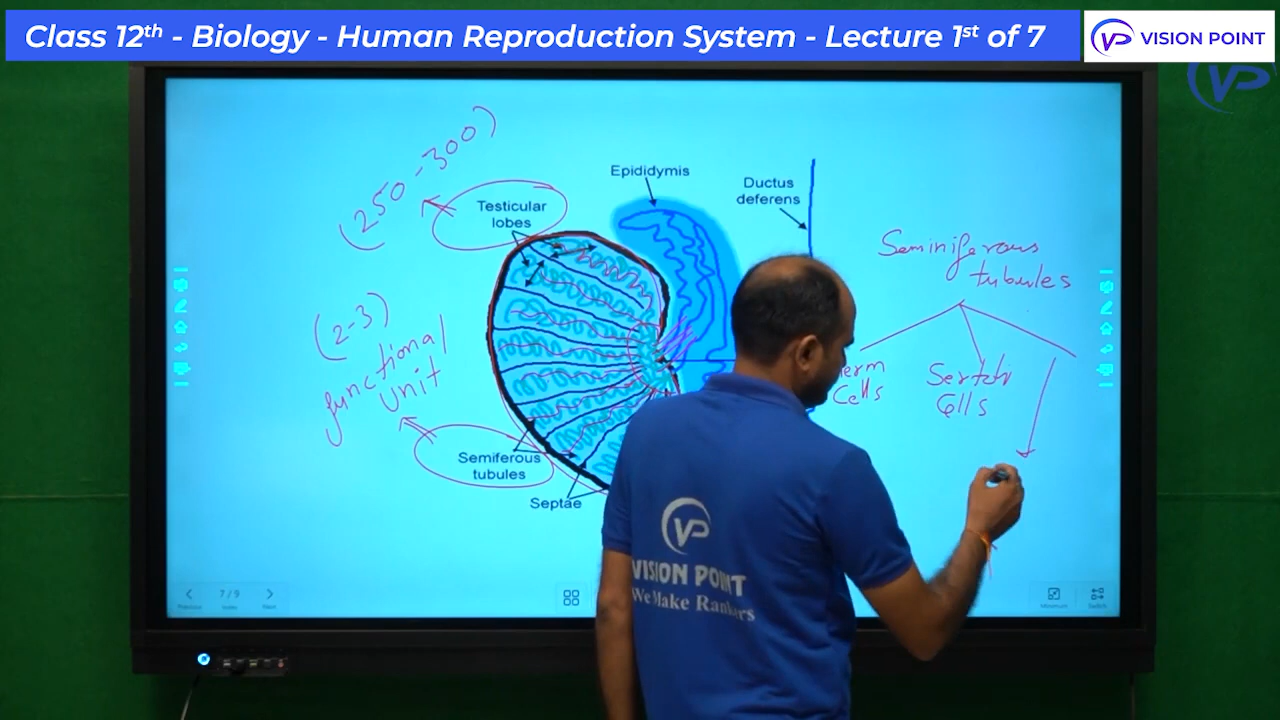 Class 12th - Biology - Human Reproduction System - Lecture 1st of 7
VISION POINT
VP
(250-300)
Testicular
lobes
Epididymis
Ductus
deferens
Seminiferous
tubules
(2-3)
functional
unit
erm
Cells
Sertoli
Cells
Semiferous
tubules
Septae
VP
VISION POINT
We Make Rankers
7 / 9